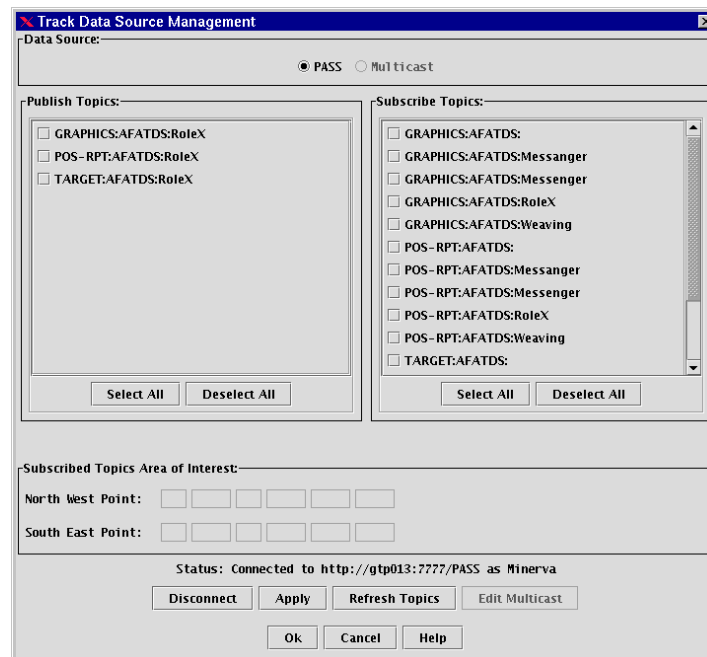 Track Data Source Management
Data Source:
PASS Multicast
Publish Topics:
GRAPHICS:AFATDS:RoleX
POS-RPT:AFATDS:RoleX
TARGET:AFATDS:RoleX
Select All Deselect All
Subscribe Topics:
GRAPHICS:AFATDS:
GRAPHICS:AFATDS:Messanger
GRAPHICS:AFATDS:Messenger
GRAPHICS:AFATDS:RoleX
GRAPHICS:AFATDS:Weaving
POS-RPT:AFATDS:
POS-RPT:AFATDS:Messanger
POS-RPT:AFATDS:Messenger
POS-RPT:AFATDS:RoleX
POS-RPT:AFATDS:Weaving
TARGET:AFATDS:
Select All Deselect All
Subscribed Topics Area of Interest:
North West Point:
South East Point:
Status: Connected to http://gtp013:7777/PASS as Minerva
Disconnect Apply Refresh Topics Edit Multicast
Ok Cancel Help